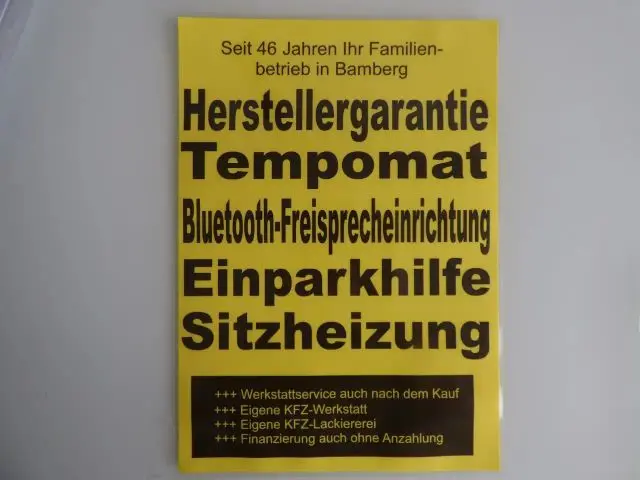 Seit 46 Jahren Ihr Familien-
betrieb in Bamberg
Herstellergarantie
Tempomat
Bluetooth-Freisprecheinrichtung
Einparkhilfe
Sitzheizung
+++ Werkstattservice auch nach dem Kauf
+++ Eigene KFZ-Werkstatt
+++ Eigene KFZ-Lackiererei
+++ Finanzierung auch ohne Anzahlung